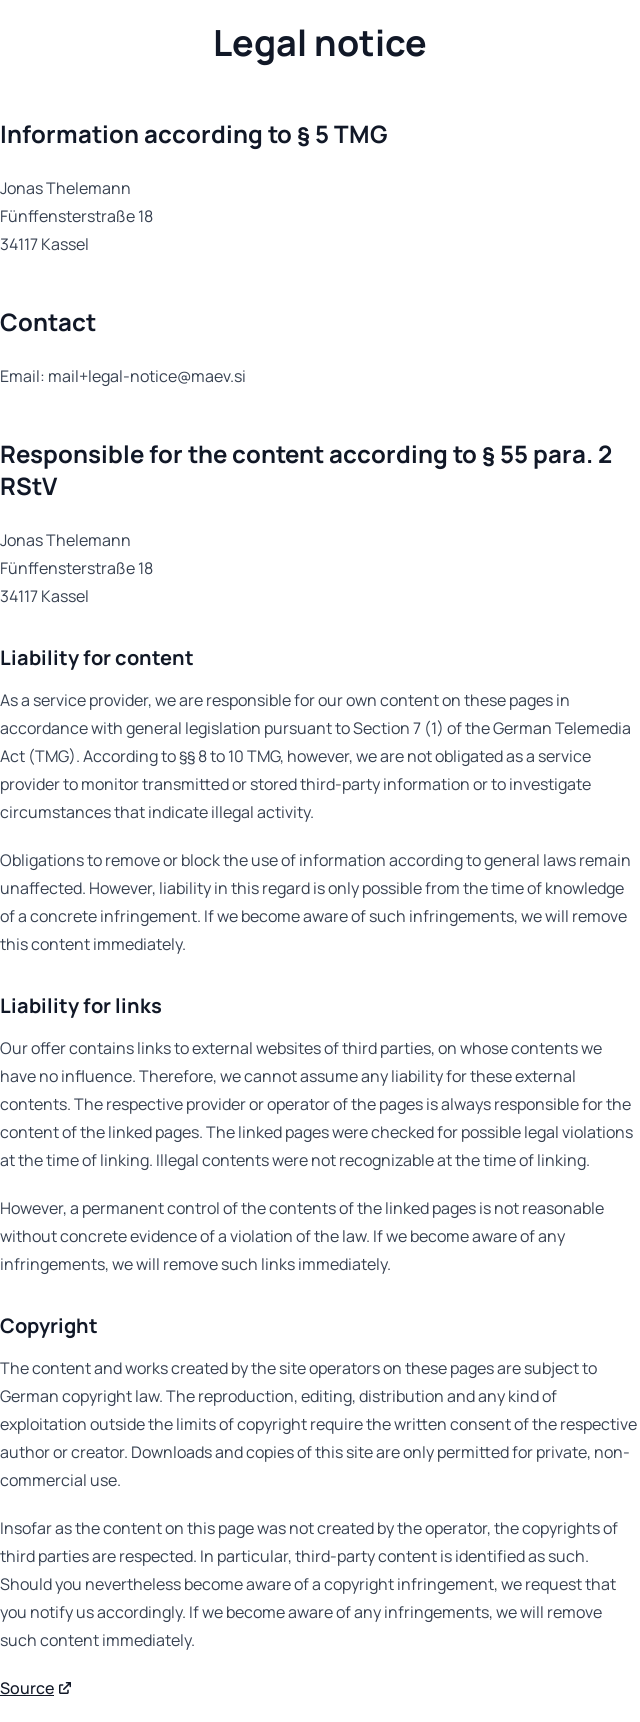 Legal notice
Information according to § 5 TMG
Jonas Thelemann
Fünffensterstraße 18
34117 Kassel
Contact
Email: mail+legal-notice@maev.si
Responsible for the content according to § 55 para. 2
RStV
Jonas Thelemann
Fünffensterstraße 18
34117 Kassel
Liability for content
As a service provider, we are responsible for our own content on these pages in
accordance with general legislation pursuant to Section 7 (1) of the German Telemedia
Act (TMG). According to §§ 8 to 10 TMG, however, we are not obligated as a service
provider to monitor transmitted or stored third-party information or to investigate
circumstances that indicate illegal activity.
Obligations to remove or block the use of information according to general laws remain
unaffected. However, liability in this regard is only possible from the time of knowledge
of a concrete infringement. If we become aware of such infringements, we will remove
this content immediately.
Liability for links
Our offer contains links to external websites of third parties, on whose contents we
have no influence. Therefore, we cannot assume any liability for these external
contents. The respective provider or operator of the pages is always responsible for the
content of the linked pages. The linked pages were checked for possible legal violations
at the time of linking. Illegal contents were not recognizable at the time of linking.
However, a permanent control of the contents of the linked pages is not reasonable
without concrete evidence of a violation of the law. If we become aware of any
infringements, we will remove such links immediately.
Copyright
The content and works created by the site operators on these pages are subject to
German copyright law. The reproduction, editing, distribution and any kind of
exploitation outside the limits of copyright require the written consent of the respective
author or creator. Downloads and copies of this site are only permitted for private, non-
commercial use.
Insofar as the content on this page was not created by the operator, the copyrights of
third parties are respected. In particular, third-party content is identified as such.
Should you nevertheless become aware of a copyright infringement, we request that
you notify us accordingly. If we become aware of any infringements, we will remove
such content immediately.
Source